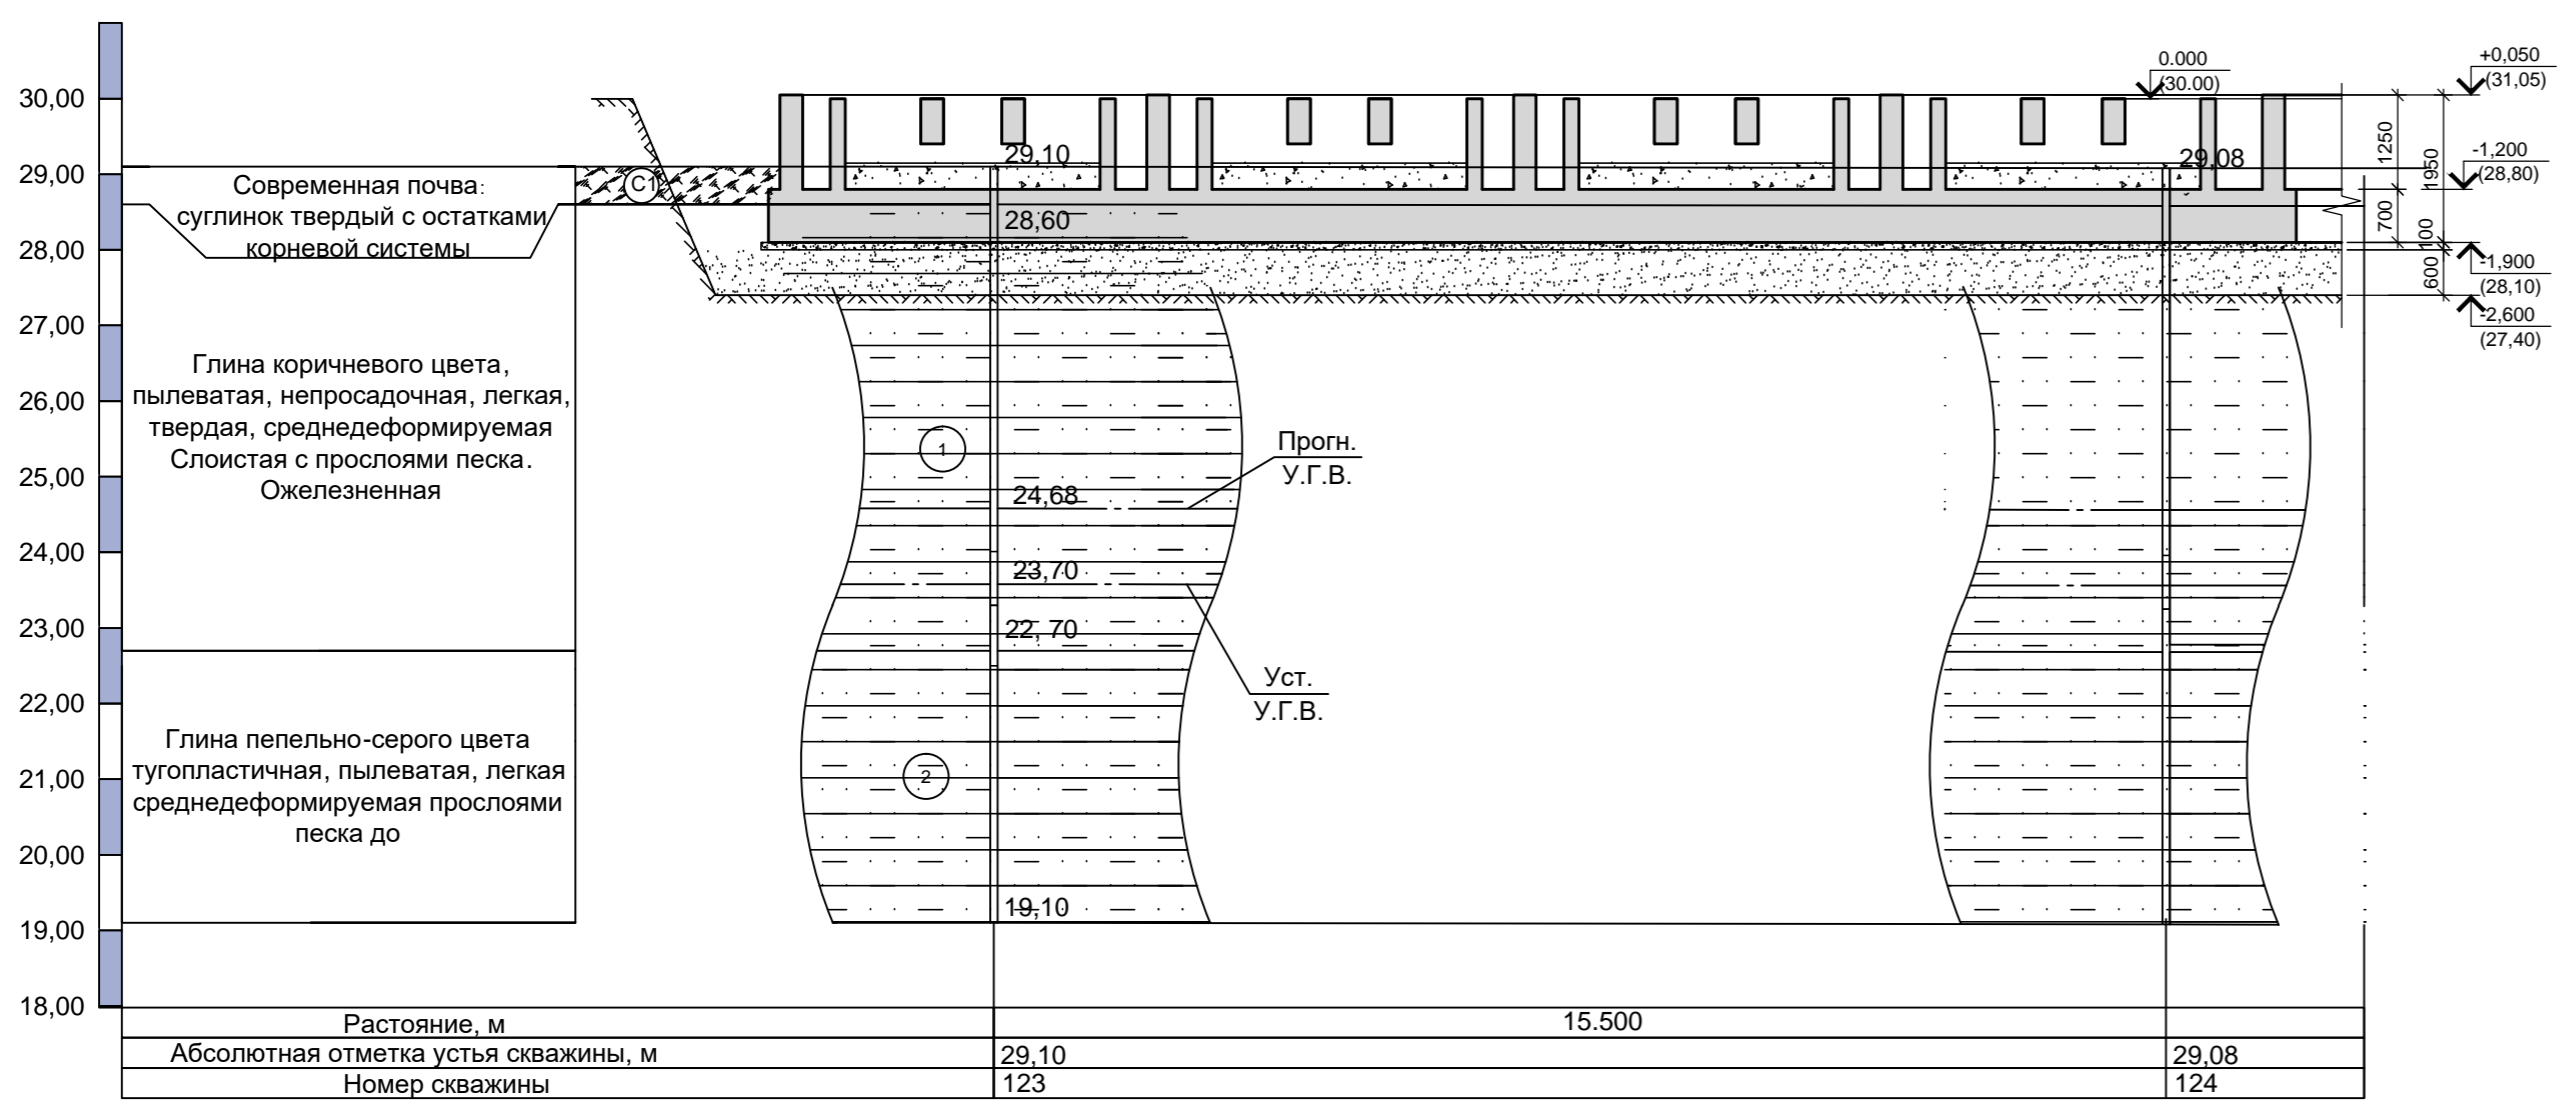 30,00
29,00
28,00
27,00
26,00
25,00
24,00
23,00
22,00
21,00
20,00
19,00
18,00
Современная почва:
суглинок твердый с остатками
корневой системы
Глина коричневого цвета,
пылеватая, непросадочная, легкая,
твердая, среднедеформируемая
Слоистая с прослоями песка.
Ожелезненная
Глина пепельно-серого цвета
тугопластичная, пылеватая, легкая
среднедеформируемая прослоями
песка до
С1
29,10
28,60
1
24,68
23,70
22, 70
2
19,10
Прогн.
У.Г.В.
Уст.
У.Г.В.
29,08
0.000
(30.00)
1250
700
1950
100
600
+0,050
(31,05)
-1,200
(28,80)
-1,900
(28,10)
-2,600
(27,40)
Растояние, м
15.500
Абсолютная отметка устья скважины, м
29,10
29,08
Номер скважины
123
124